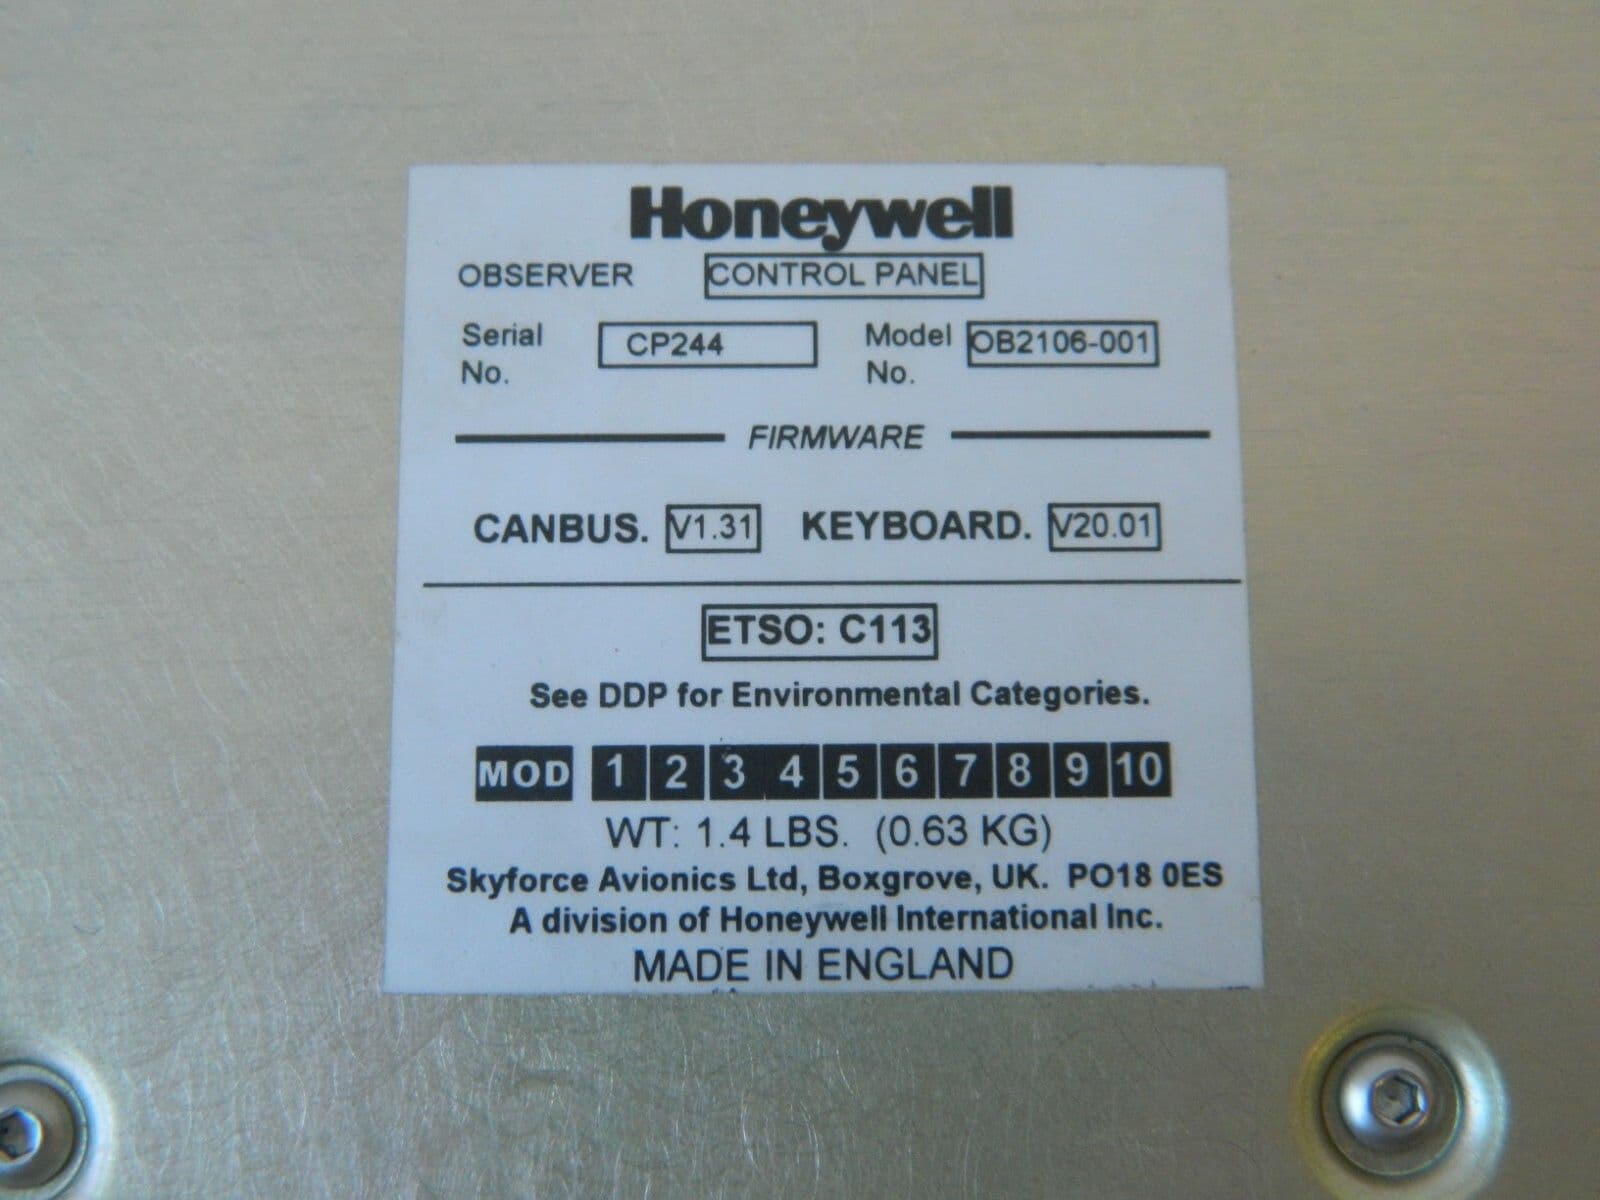 Honeywell
OBSERVER CONTROL PANEL
Serial No. CP244 Model No. OB2106-001
FIRMWARE
CANBUS. V1.31 KEYBOARD. V20.01
ETSO: C113
See DDP for Environmental Categories.
MOD 1 2 3 4 5 6 7 8 9 10
WT: 1.4 LBS. (0.63 KG)
Skyforce Avionics Ltd, Boxgrove, UK. PO18 0ES
A division of Honeywell International Inc.
MADE IN ENGLAND